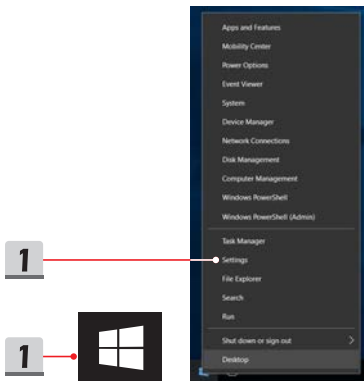 Apps and Features
Mobility Center
Power Options
Event Viewer
System
Device Manager
Network Connections
Disk Management
Computer Management
Windows PowerShell
Windows PowerShell (Admin)
Task Manager
1 Settings
File Explorer
Search
Run
Shut down or sign out
1
Desktop